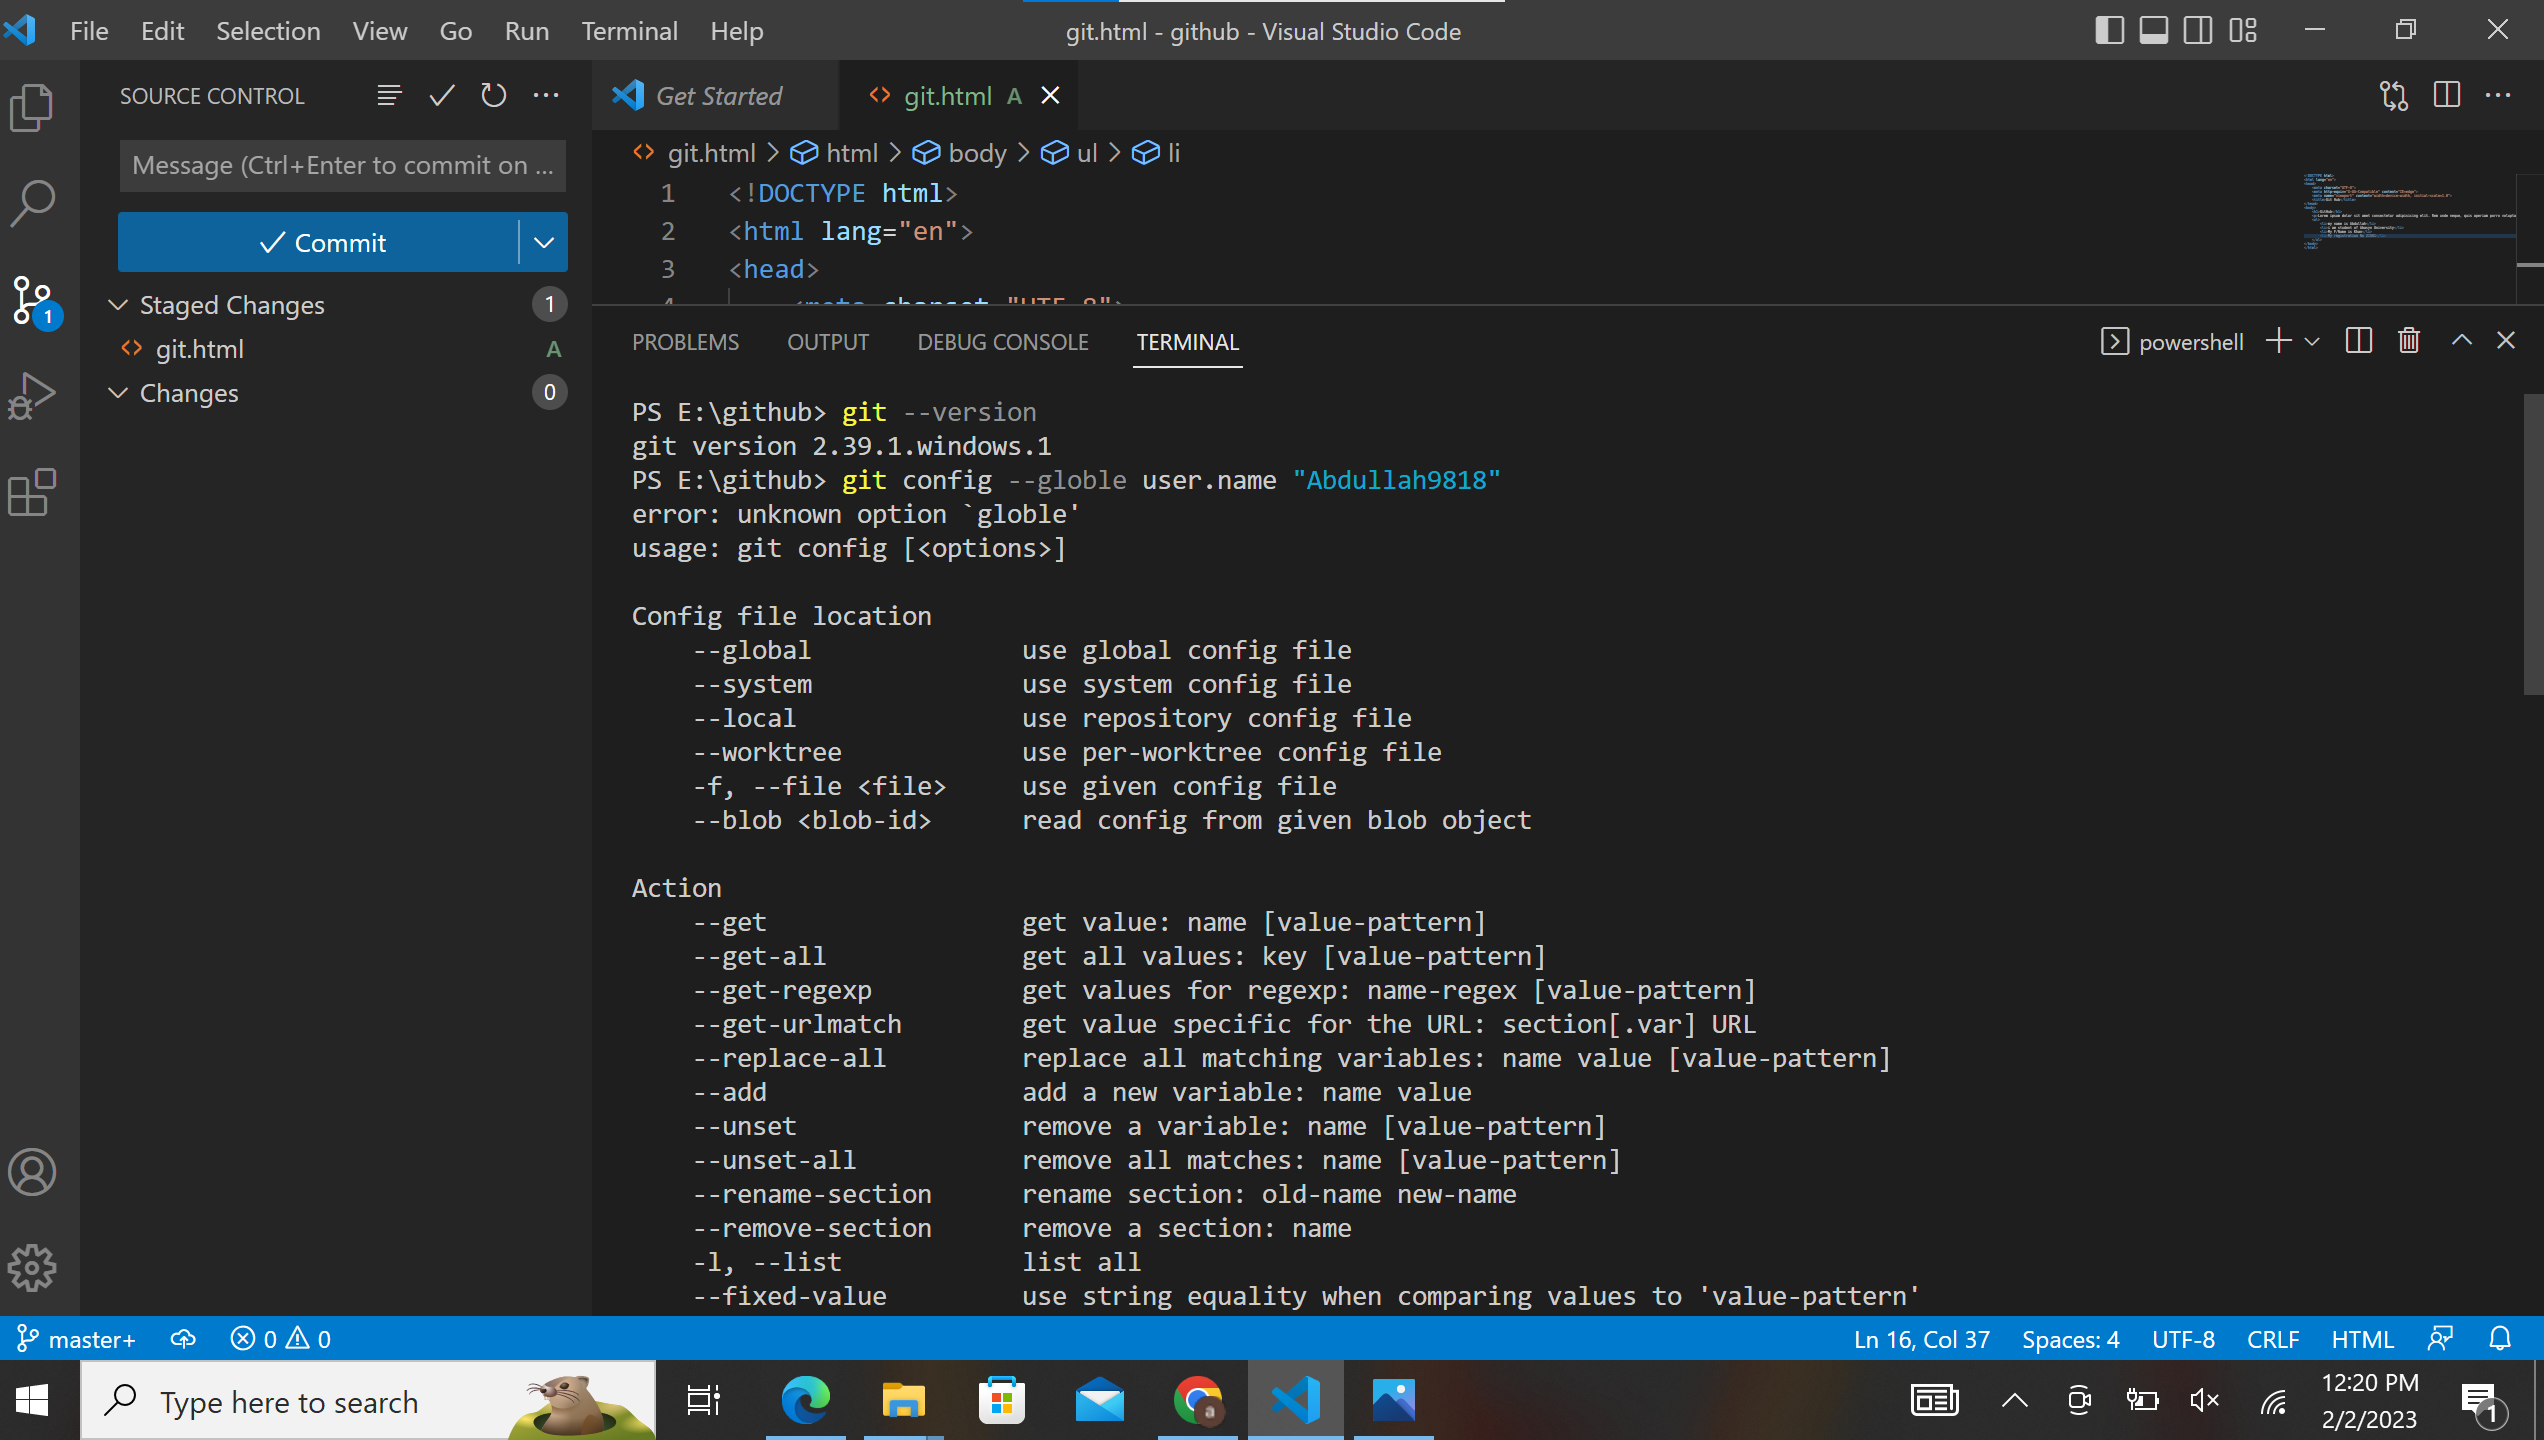 File Edit Selection View Go Run Terminal Help
git.html - github - Visual Studio Code
SOURCE CONTROL
Message (Ctrl+Enter to commit on ...
Commit
Staged Changes 1
git.html A
Changes 0
1
Get Started
git.html A
git.html > html > body > ul > li
1 <!DOCTYPE html>
2 <html lang="en">
3 <head>
4 <meta charset="UTF-8">
PROBLEMS OUTPUT DEBUG CONSOLE TERMINAL
powershell
PS E:\github> git --version
git version 2.39.1.windows.1
PS E:\github> git config --globle user.name "Abdullah9818"
error: unknown option `globle'
usage: git config [<options>]
Config file location
--global use global config file
--system use system config file
--local use repository config file
--worktree use per-worktree config file
-f, --file <file> use given config file
--blob <blob-id> read config from given blob object
Action
--get get value: name [value-pattern]
--get-all get all values: key [value-pattern]
--get-regexp get values for regexp: name-regex [value-pattern]
--get-urlmatch get value specific for the URL: section[.var] URL
--replace-all replace all matching variables: name value [value-pattern]
--add add a new variable: name value
--unset remove a variable: name [value-pattern]
--unset-all remove all matches: name [value-pattern]
--rename-section rename section: old-name new-name
--remove-section remove a section: name
-l, --list list all
--fixed-value use string equality when comparing values to 'value-pattern'
master+ 0 0
Ln 16, Col 37 Spaces: 4 UTF-8 CRLF HTML
Type here to search
a
12:20 PM
2/2/2023
1